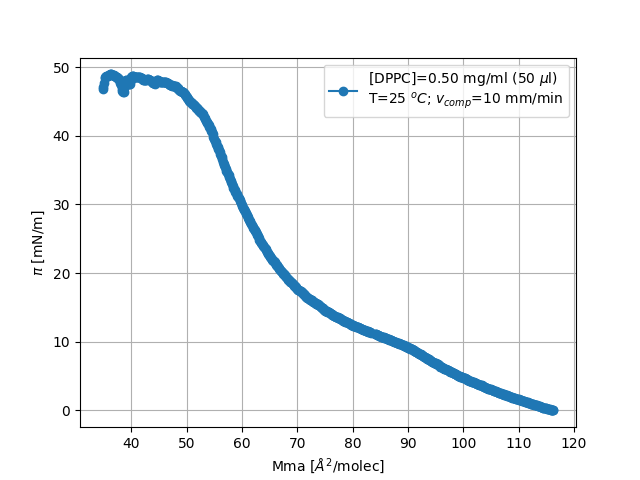 [DPPC]=0.50 mg/ml (50 μl)
T=25 °C; v_comp=10 mm/min
50
40
30
20
10
0
π [mN/m]
40 50 60 70 80 90 100 110 120
Mma [Å²/molec]